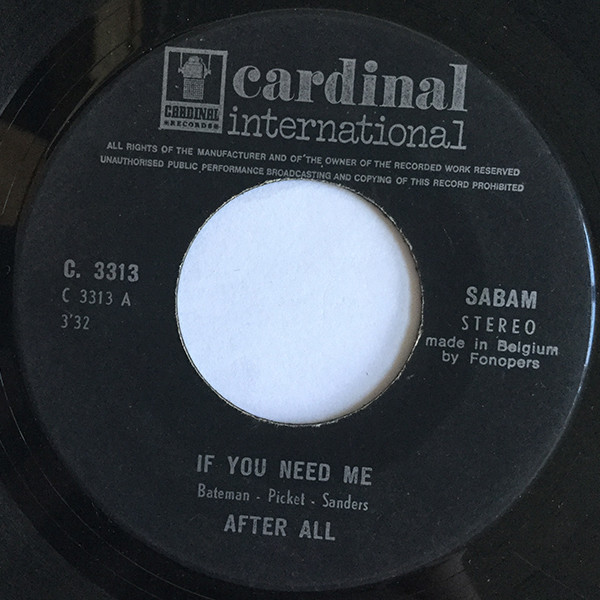 cardinal
international
CARDINAL
RECORDS
ALL RIGHTS OF THE MANUFACTURER AND OF THE OWNER OF THE RECORDED WORK RESERVED
UNAUTHORISED PUBLIC PERFORMANCE BROADCASTING AND COPYING OF THIS RECORD PROHIBITED
C. 3313
C 3313 A
3'32
SABAM
STEREO
made in Belgium
by Fonopers
IF YOU NEED ME
Bateman - Picket - Sanders
AFTER ALL